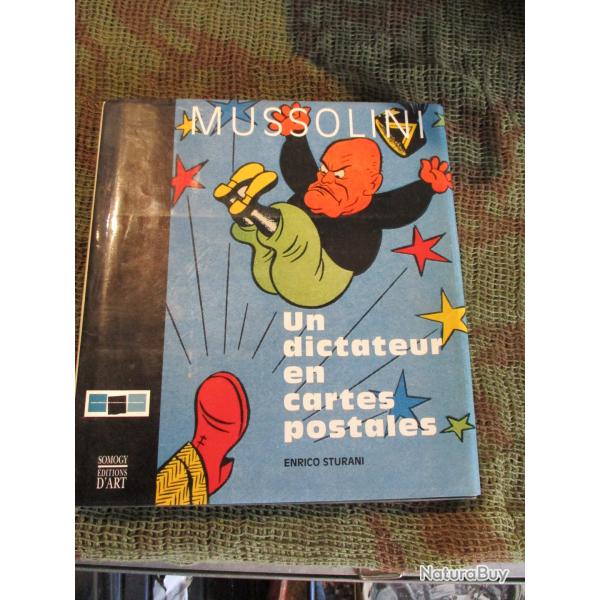 MUSSOLINI
Un
dictateur
en
cartes
postales
ENRICO STURANI
SOMOGY
ÉDITIONS
D'ART
NaturaBuy